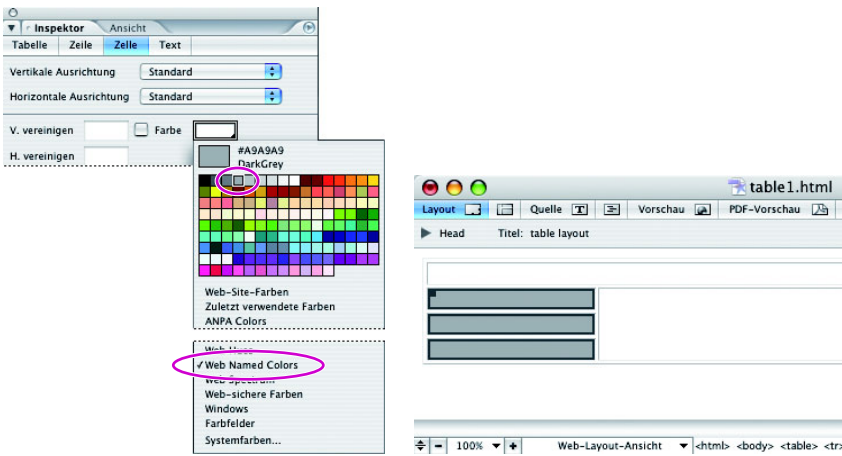 Inspektor Ansicht
Tabelle Zeile Zelle Text
Vertikale Ausrichtung Standard
Horizontale Ausrichtung Standard
V. vereinigen Farbe
H. vereinigen
#A9A9A9
DarkGrey
Web-Site-Farben
Zuletzt verwendete Farben
ANPA Colors
Web Named Colors
Web-sichere Farben
Windows
Farbfelder
Systemfarben...
table1.html
Layout Quelle T Vorschau PDF-Vorschau
Head Titel: table layout
100% Web-Layout-Ansicht <html> <body> <table> <tr>